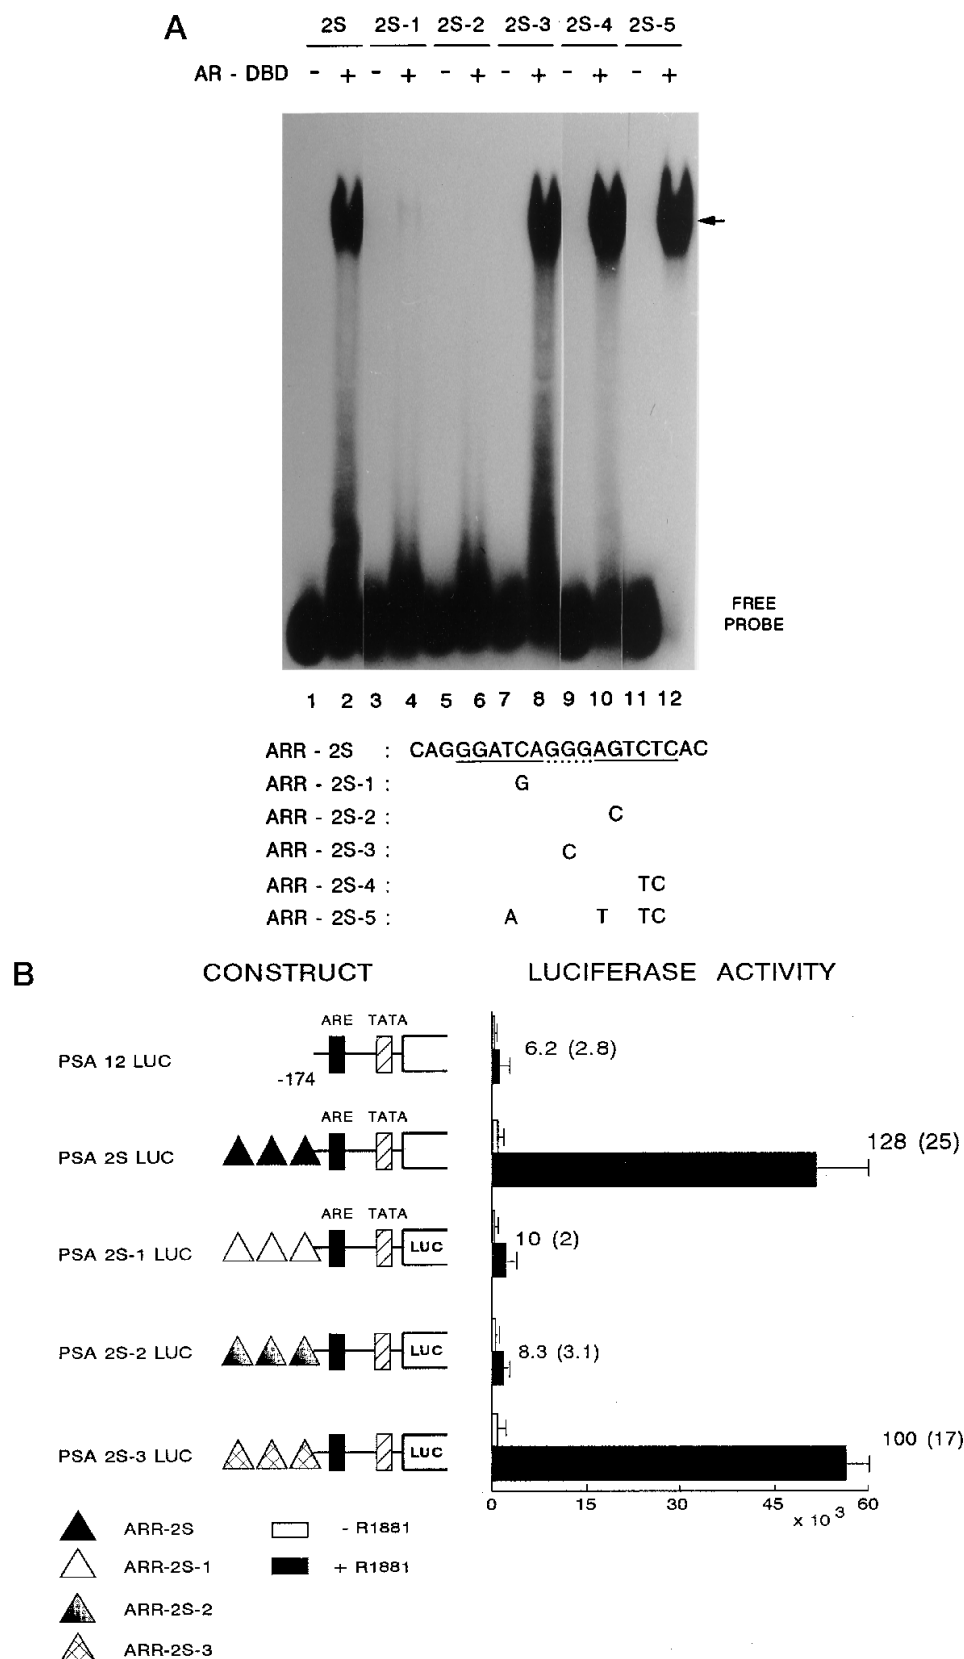 A
2S 2S-1 2S-2 2S-3 2S-4 2S-5
AR - DBD - + - + - + - + - + - +
FREE
PROBE
1 2 3 4 5 6 7 8 9 10 11 12
ARR - 2S : CAGGGATCAGGGAGTCTCAC
ARR - 2S-1 : G
ARR - 2S-2 : C
ARR - 2S-3 : C
ARR - 2S-4 : TC
ARR - 2S-5 : A T TC
B
CONSTRUCT LUCIFERASE ACTIVITY
ARE TATA
PSA 12 LUC
-174
6.2 (2.8)
ARE TATA
PSA 2S LUC
128 (25)
ARE TATA
PSA 2S-1 LUC
LUC
10 (2)
PSA 2S-2 LUC
LUC
8.3 (3.1)
PSA 2S-3 LUC
LUC
100 (17)
0 15 30 45 60
x 10 3
ARR-2S - R1881
ARR-2S-1 + R1881
ARR-2S-2
ARR-2S-3